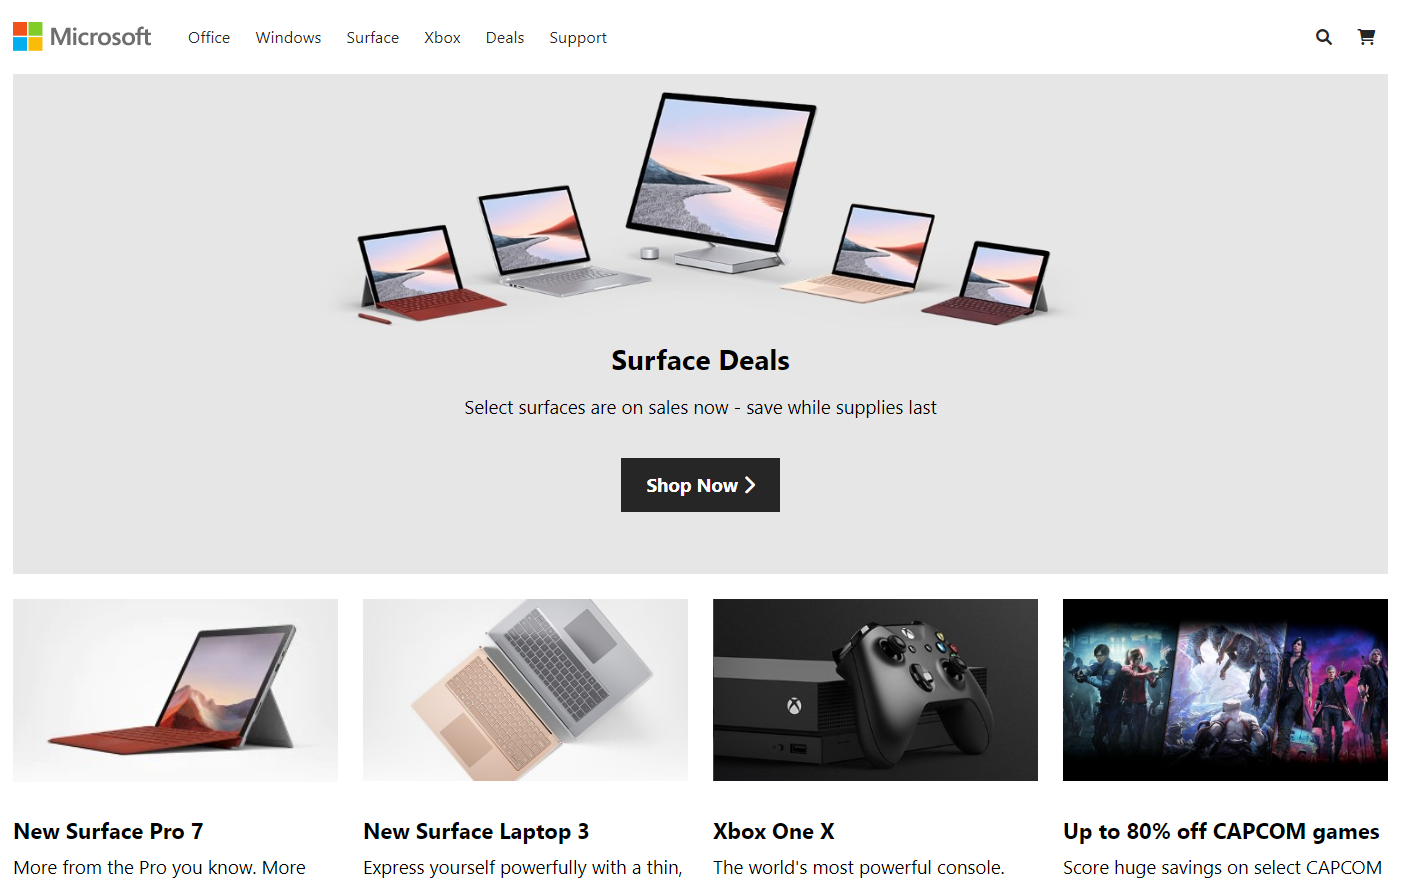 Microsoft Office Windows Surface Xbox Deals Support
Surface Deals
Select surfaces are on sales now - save while supplies last
Shop Now
New Surface Pro 7
More from the Pro you know. More
New Surface Laptop 3
Express yourself powerfully with a thin,
Xbox One X
The world's most powerful console.
Up to 80% off CAPCOM games
Score huge savings on select CAPCOM